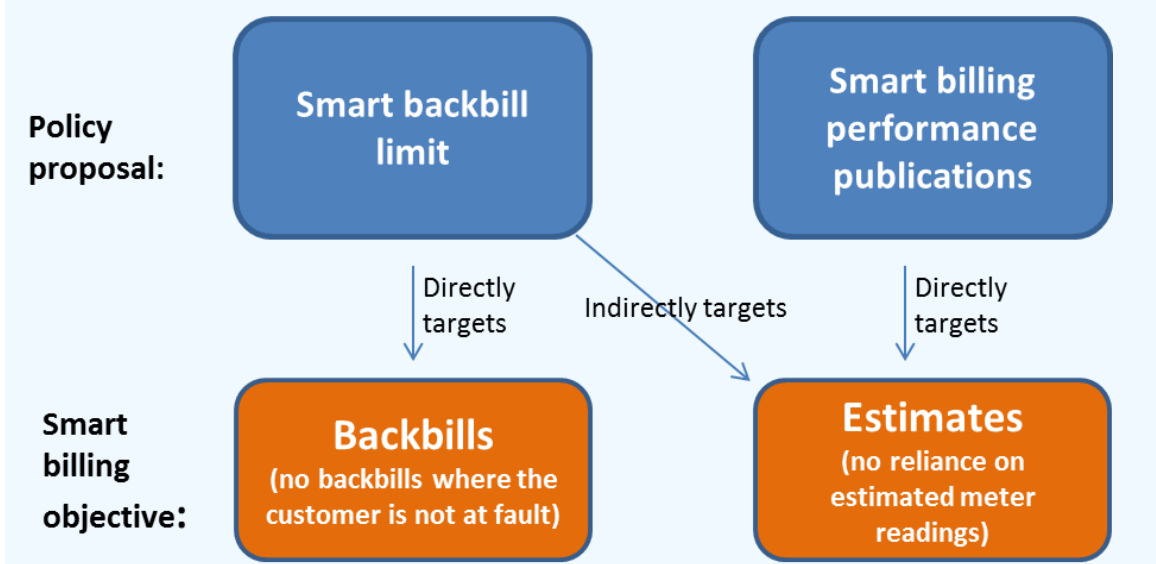 Policy
proposal:
Smart backbill
limit
Smart billing
performance
publications
Directly
targets
Indirectly targets
Directly
targets
Smart
billing
objective:
Backbills
(no backbills where the
customer is not at fault)
Estimates
(no reliance on
estimated meter
readings)